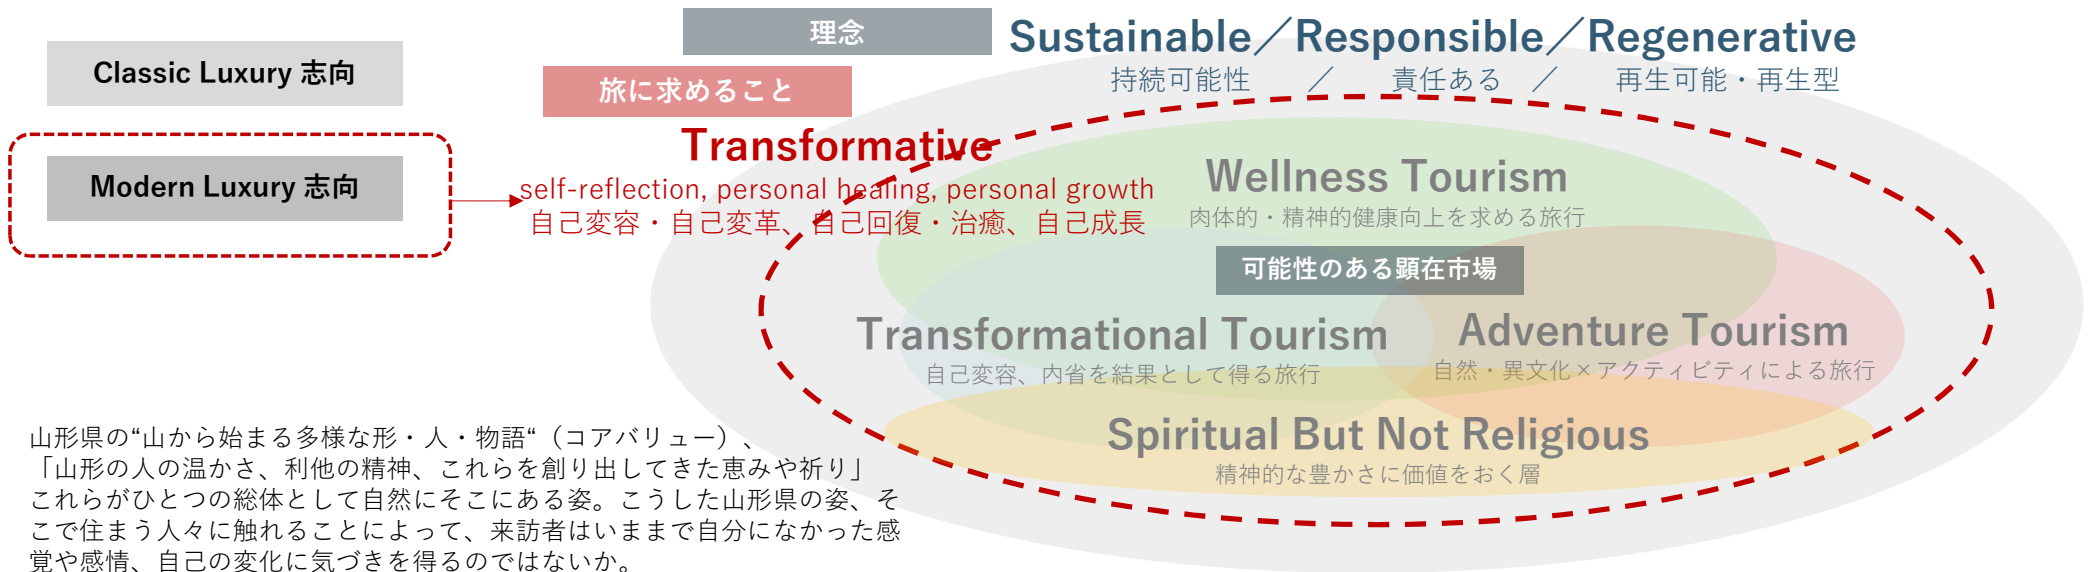 理念
Sustainable／Responsible／Regenerative
持続可能性　／　責任ある　／　再生可能・再生型
Classic Luxury 志向
旅に求めること
Transformative
Modern Luxury 志向
self-reflection, personal healing, personal growth
自己変容・自己変革、自己回復・治癒、自己成長
Wellness Tourism
肉体的・精神的健康向上を求める旅行
可能性のある顕在市場
Transformational Tourism
自己変容、内省を結果として得る旅行
Adventure Tourism
自然・異文化×アクティビティによる旅行
Spiritual But Not Religious
精神的な豊かさに価値をおく層
山形県の“山から始まる多様な形・人・物語“（コアバリュー）、
「山形の人の温かさ、利他の精神、これらを創り出してきた恵みや祈り」
これらがひとつの総体として自然にそこにある姿。こうした山形県の姿、そ
こで住まう人々に触れることによって、来訪者はいままで自分になかった感
覚や感情、自己の変化に気づきを得るのではないか。